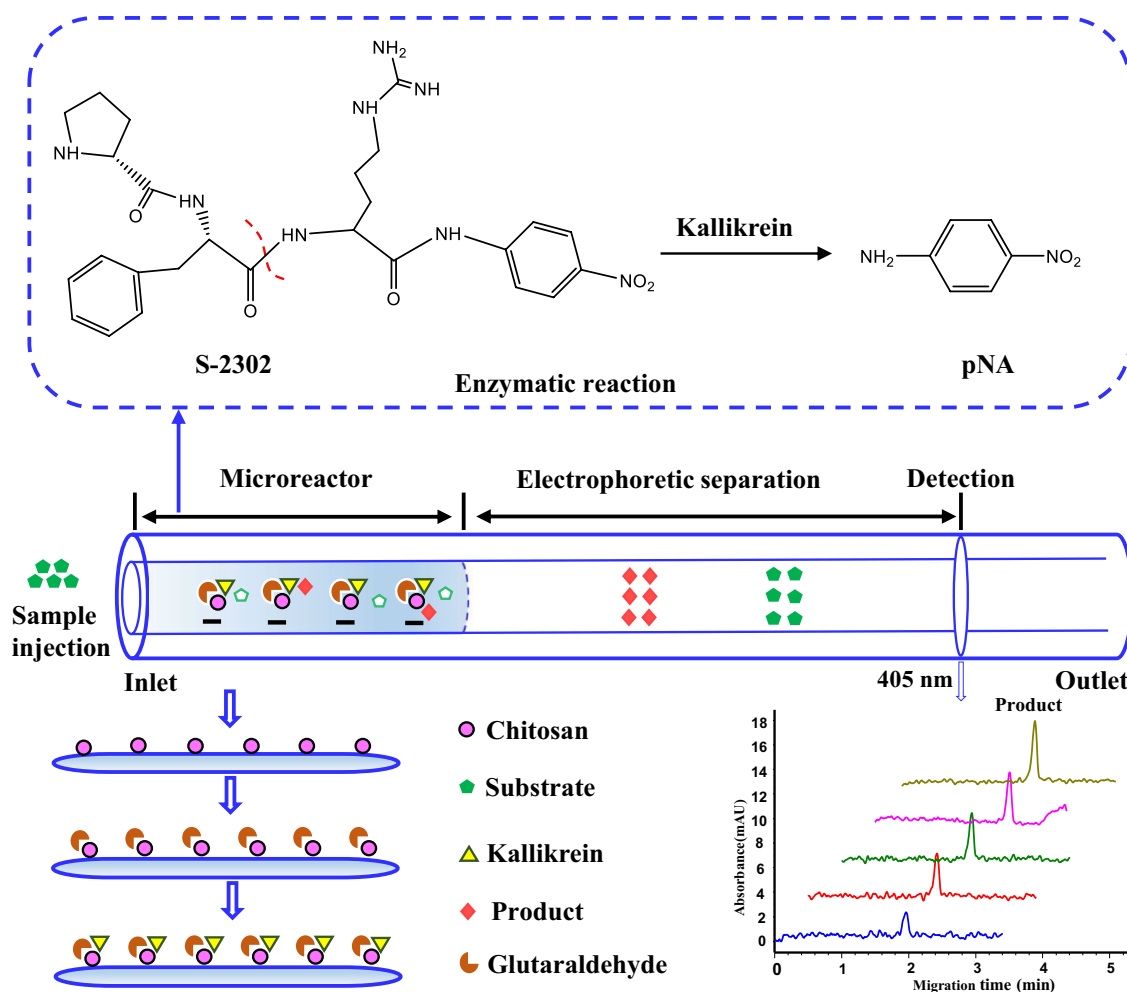 NH₂
NH
NH
NH
O
HN
HN
NH
O
O
NO₂
Kallikrein
NH₂
NO₂
S-2302
pNA
Enzymatic reaction
Microreactor
Electrophoretic separation
Detection
Sample
injection
Inlet
405 nm
Outlet
Chitosan
Substrate
Kallikrein
Product
Glutaraldehyde
Product
Absorbance(mAU)
18
16
14
12
10
8
6
4
2
0
0
1
2
3
4
5
Migration time (min)